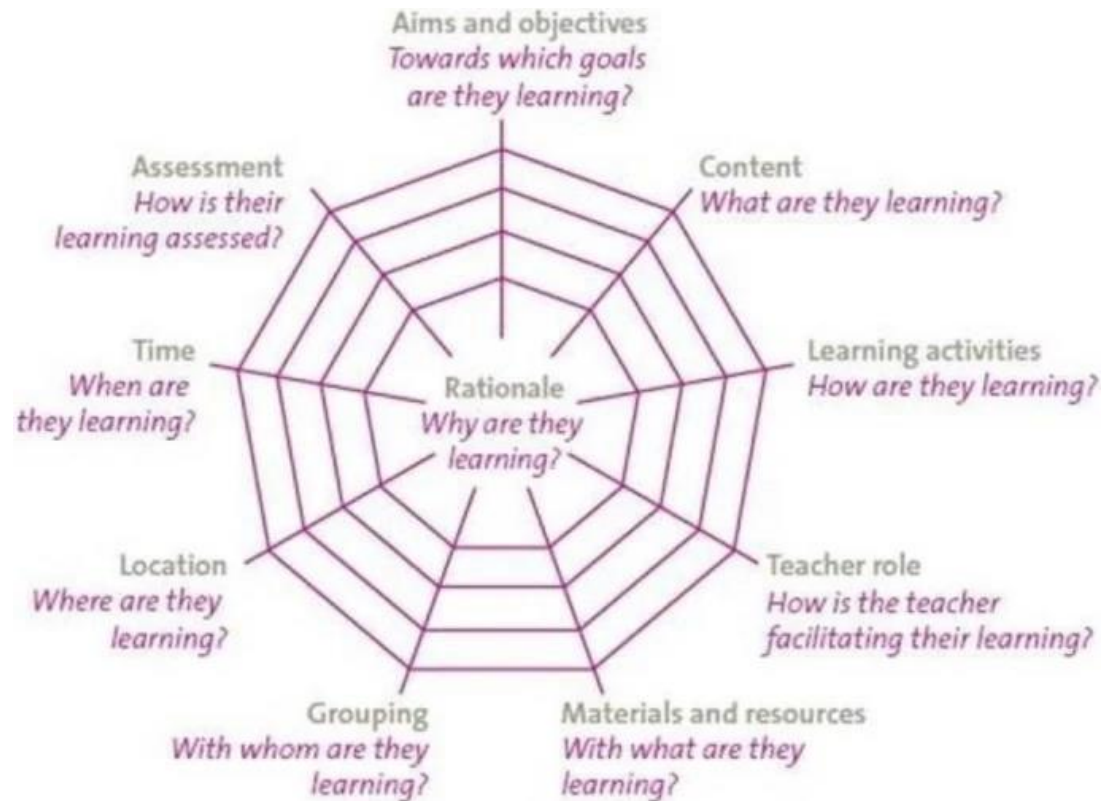 Aims and objectives
Towards which goals
are they learning?
Content
What are they learning?
Learning activities
How are they learning?
Teacher role
How is the teacher
facilitating their learning?
Materials and resources
With what are they
learning?
Grouping
With whom are they
learning?
Location
Where are they
learning?
Time
When are
they learning?
Assessment
How is their
learning assessed?
Rationale
Why are they
learning?